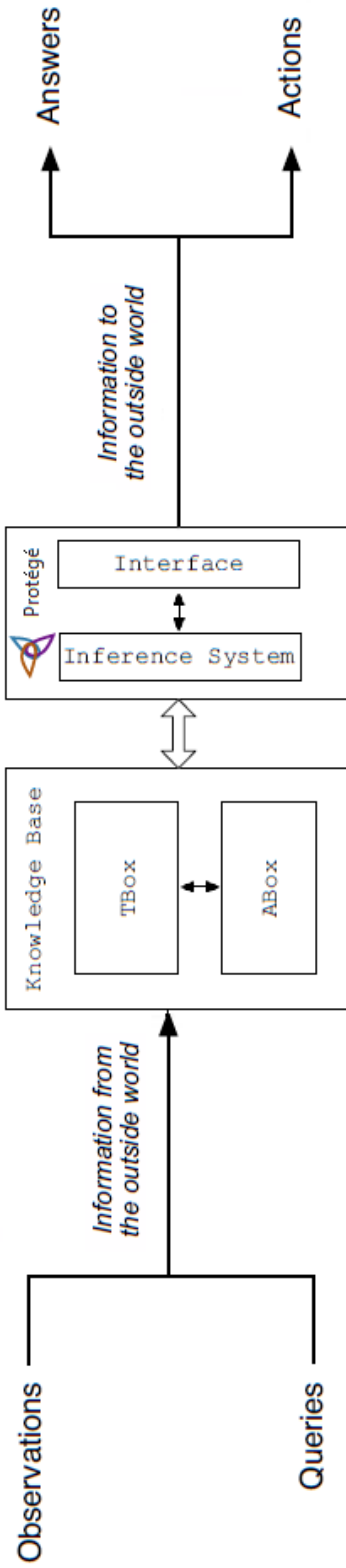 Observations
Queries
Information from
the outside world
Knowledge Base
TBox
ABox
Protégé
Inference System
Interface
Information to
the outside world
Answers
Actions